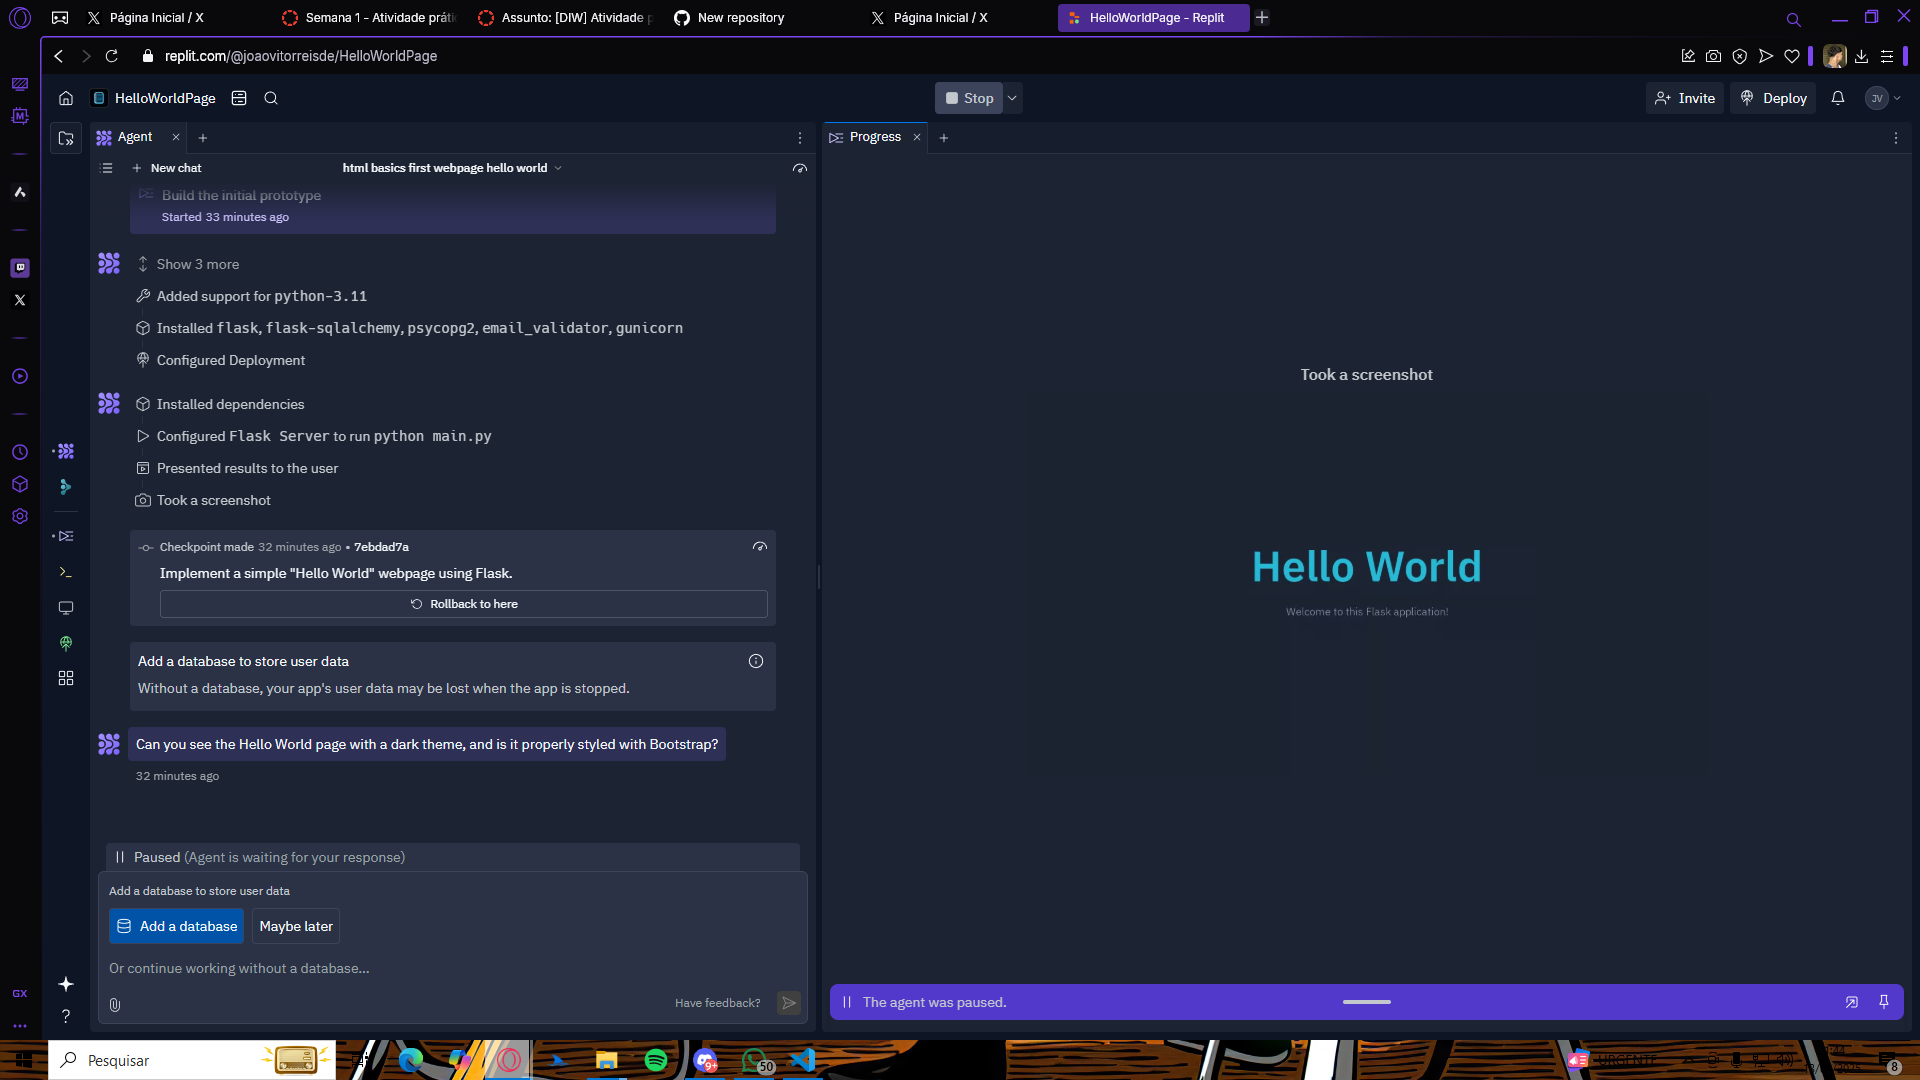 Página Inicial / X
Semana 1 - Atividade práti
Assunto: [DIW] Atividade p
New repository
Página Inicial / X
HelloWorldPage - Replit
replit.com/@joaovitorreisde/HelloWorldPage
HelloWorldPage
Stop
Invite
Deploy
JV
Agent
Progress
New chat
html basics first webpage hello world
Build the initial prototype
Started 33 minutes ago
Show 3 more
Added support for python-3.11
Installed flask, flask-sqlalchemy, psycopg2, email_validator, gunicorn
Configured Deployment
Installed dependencies
Configured Flask Server to run python main.py
Presented results to the user
Took a screenshot
Checkpoint made 32 minutes ago • 7ebdad7a
Implement a simple "Hello World" webpage using Flask.
Rollback to here
Add a database to store user data
Without a database, your app's user data may be lost when the app is stopped.
Can you see the Hello World page with a dark theme, and is it properly styled with Bootstrap?
32 minutes ago
Paused (Agent is waiting for your response)
Add a database to store user data
Add a database
Maybe later
Or continue working without a database...
Have feedback?
Took a screenshot
Hello World
Welcome to this Flask application!
The agent was paused.
GX
Pesquisar
9+
50
URGENTE
8